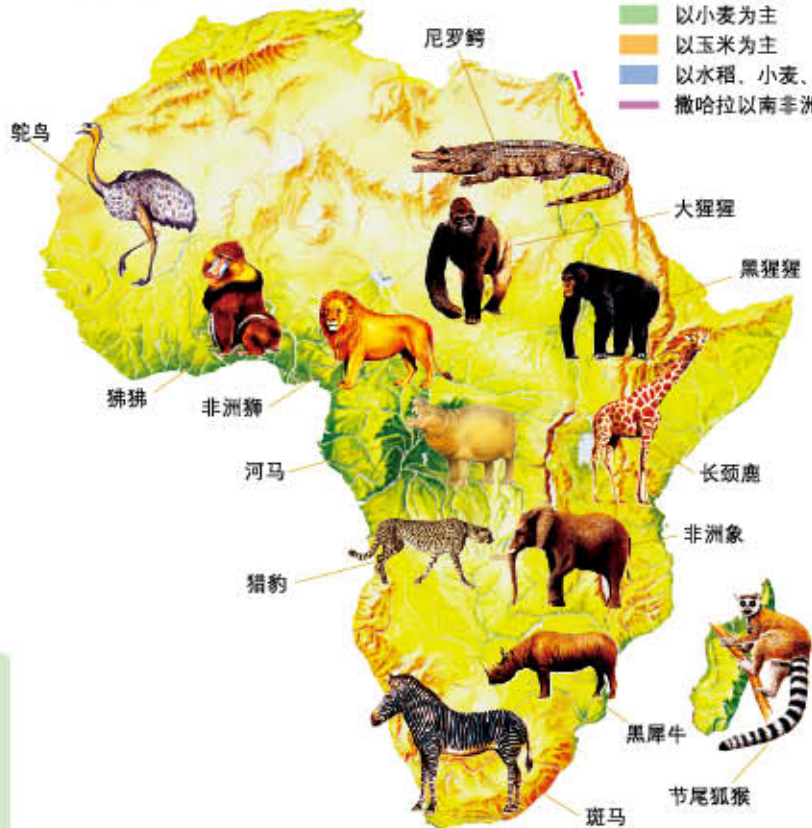 以小麦为主
以玉米为主
以水稻、小麦、
撒哈拉以南非洲
尼罗鳄
鸵鸟
大猩猩
黑猩猩
狒狒
非洲狮
河马
长颈鹿
非洲象
猎豹
黑犀牛
节尾狐猴
斑马